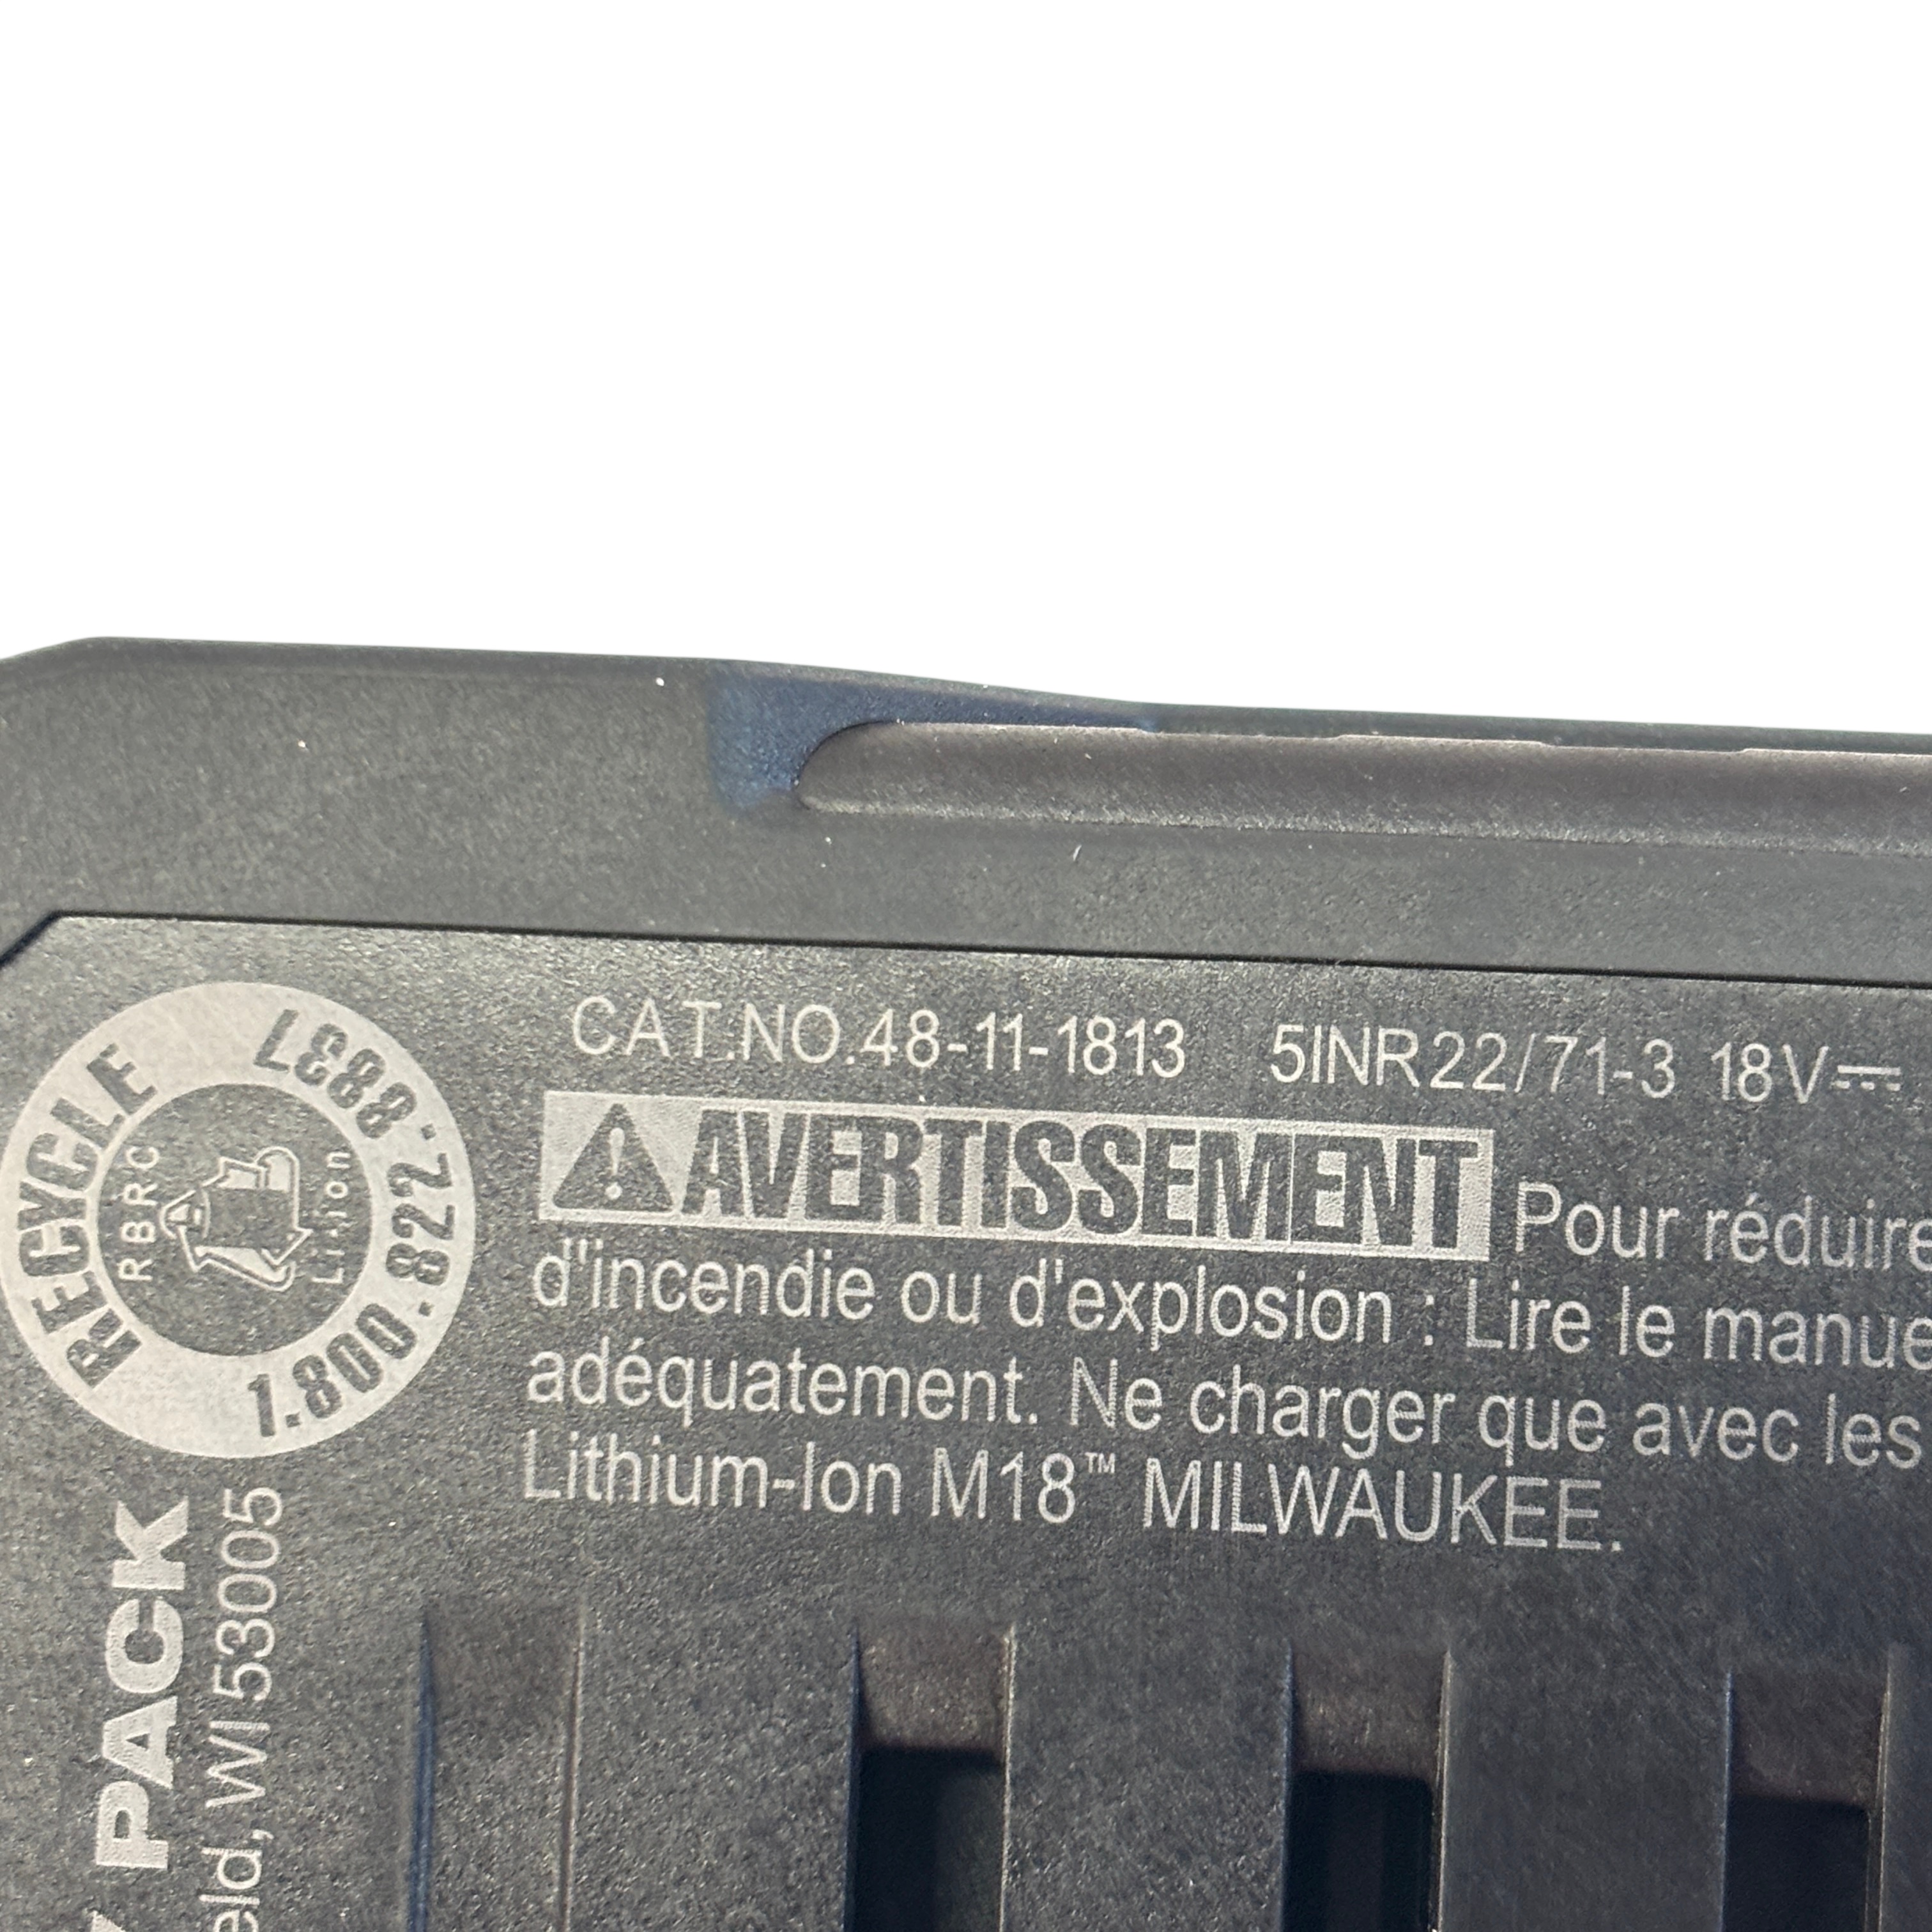 CAT.NO.48-11-1813 5INR22/71-3 18V
AVERTISSEMENT Pour réduire
d'incendie ou d'explosion : Lire le manue
adéquatement. Ne charger que avec les
Lithium-Ion M18™ MILWAUKEE.
RECYCLE
1.800.822.8837
RBRC
Li-ion
PACK
eld, WI 53005